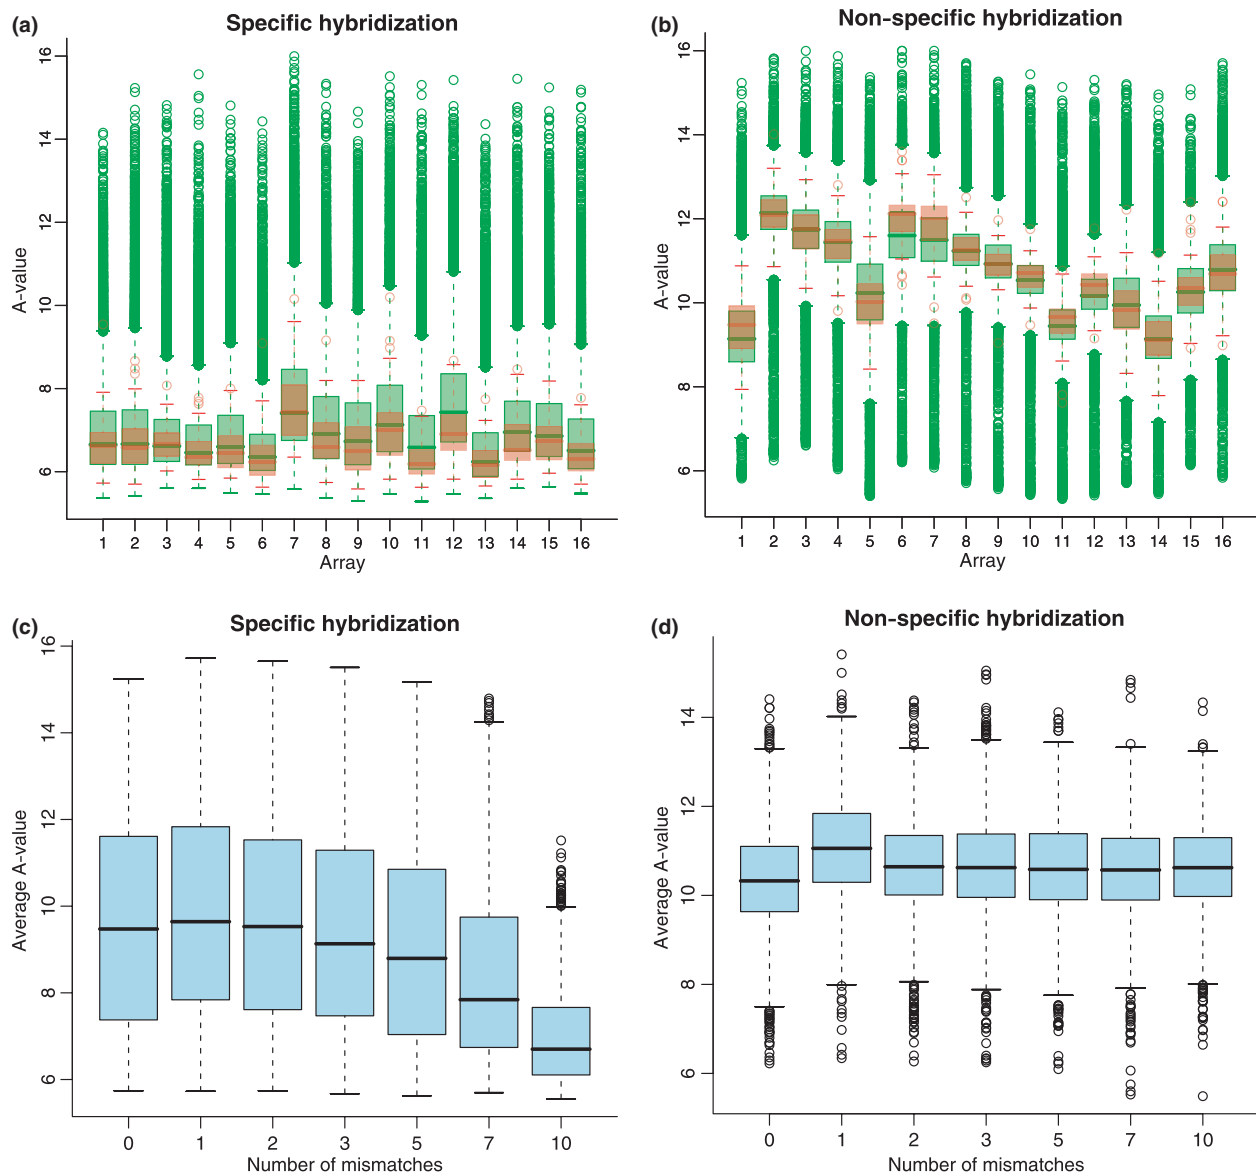 (a) Specific hybridization
A-value
16
14
12
10
8
6
1 2 3 4 5 6 7 8 9 10 11 12 13 14 15 16
Array
(b) Non-specific hybridization
A-value
16
14
12
10
8
6
1 2 3 4 5 6 7 8 9 10 11 12 13 14 15 16
Array
(c) Specific hybridization
Average A-value
16
14
12
10
8
6
0 1 2 3 5 7 10
Number of mismatches
(d) Non-specific hybridization
Average A-value
14
12
10
8
6
0 1 2 3 5 7 10
Number of mismatches